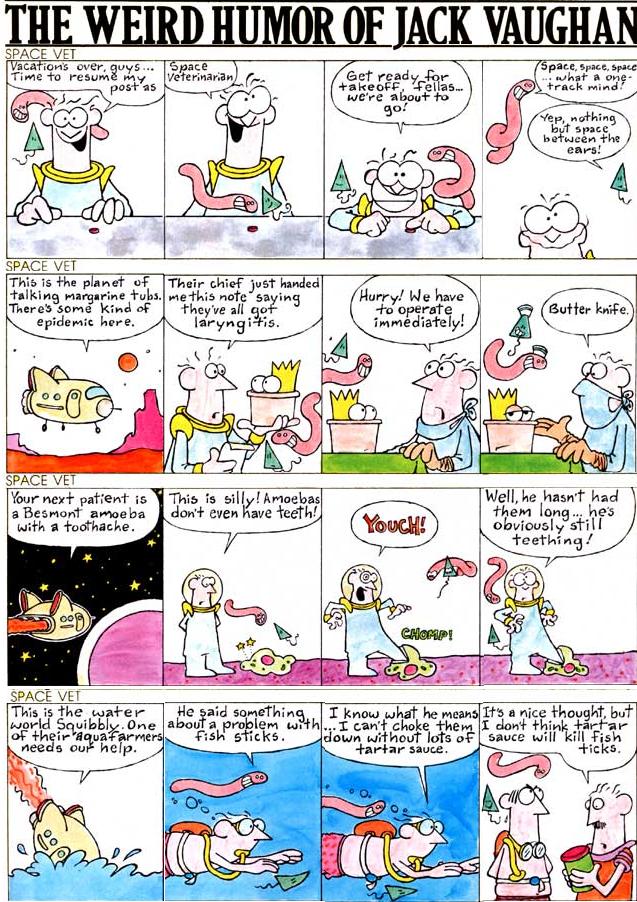 THE WEIRD HUMOR OF JACK VAUGHAN
SPACE VET
Vacation's over, guys...
Time to resume my
post as
Space
Veterinarian
Get ready for
takeoff, fellas...
we're about to
go!
Space, space, space
... what a one-
track mind!
Yep, nothing
but space
between the
ears!
SPACE VET
This is the planet of
talking margarine tubs.
There's some kind of
epidemic here.
Their chief just handed
me this note saying
they've all got
laryngitis.
Hurry! We have
to operate
immediately!
Butter knife.
SPACE VET
Your next patient is
a Besmont amoeba
with a toothache.
This is silly! Amoebas
don't even have teeth!
YOUCH!
CHOMP!
Well, he hasn't had
them long... he's
obviously still
teething!
SPACE VET
This is the water
world Squibbly. One
of their aquafarmers
needs our help.
He said something
about a problem with
fish sticks.
I know what he means
... I can't choke them
down without lots of
tartar sauce.
It's a nice thought, but
I don't think tartar
sauce will kill fish
ticks.